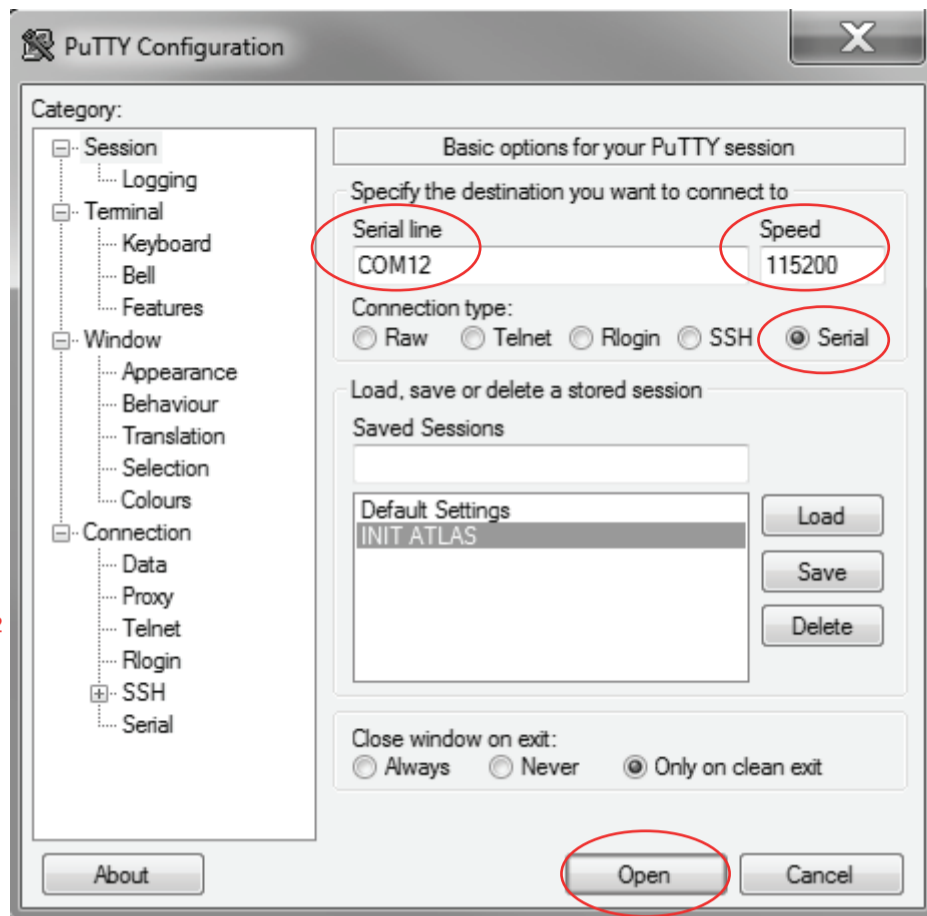 PuTTY Configuration
Category:
Session
Logging
Terminal
Keyboard
Bell
Features
Window
Appearance
Behaviour
Translation
Selection
Colours
Connection
Data
Proxy
Telnet
Rlogin
SSH
Serial
Basic options for your PuTTY session
Specify the destination you want to connect to
Serial line Speed
COM12 115200
Connection type:
Raw Telnet Rlogin SSH Serial
Load, save or delete a stored session
Saved Sessions
Default Settings
INIT ATLAS
Load
Save
Delete
Close window on exit:
Always Never Only on clean exit
About Open Cancel